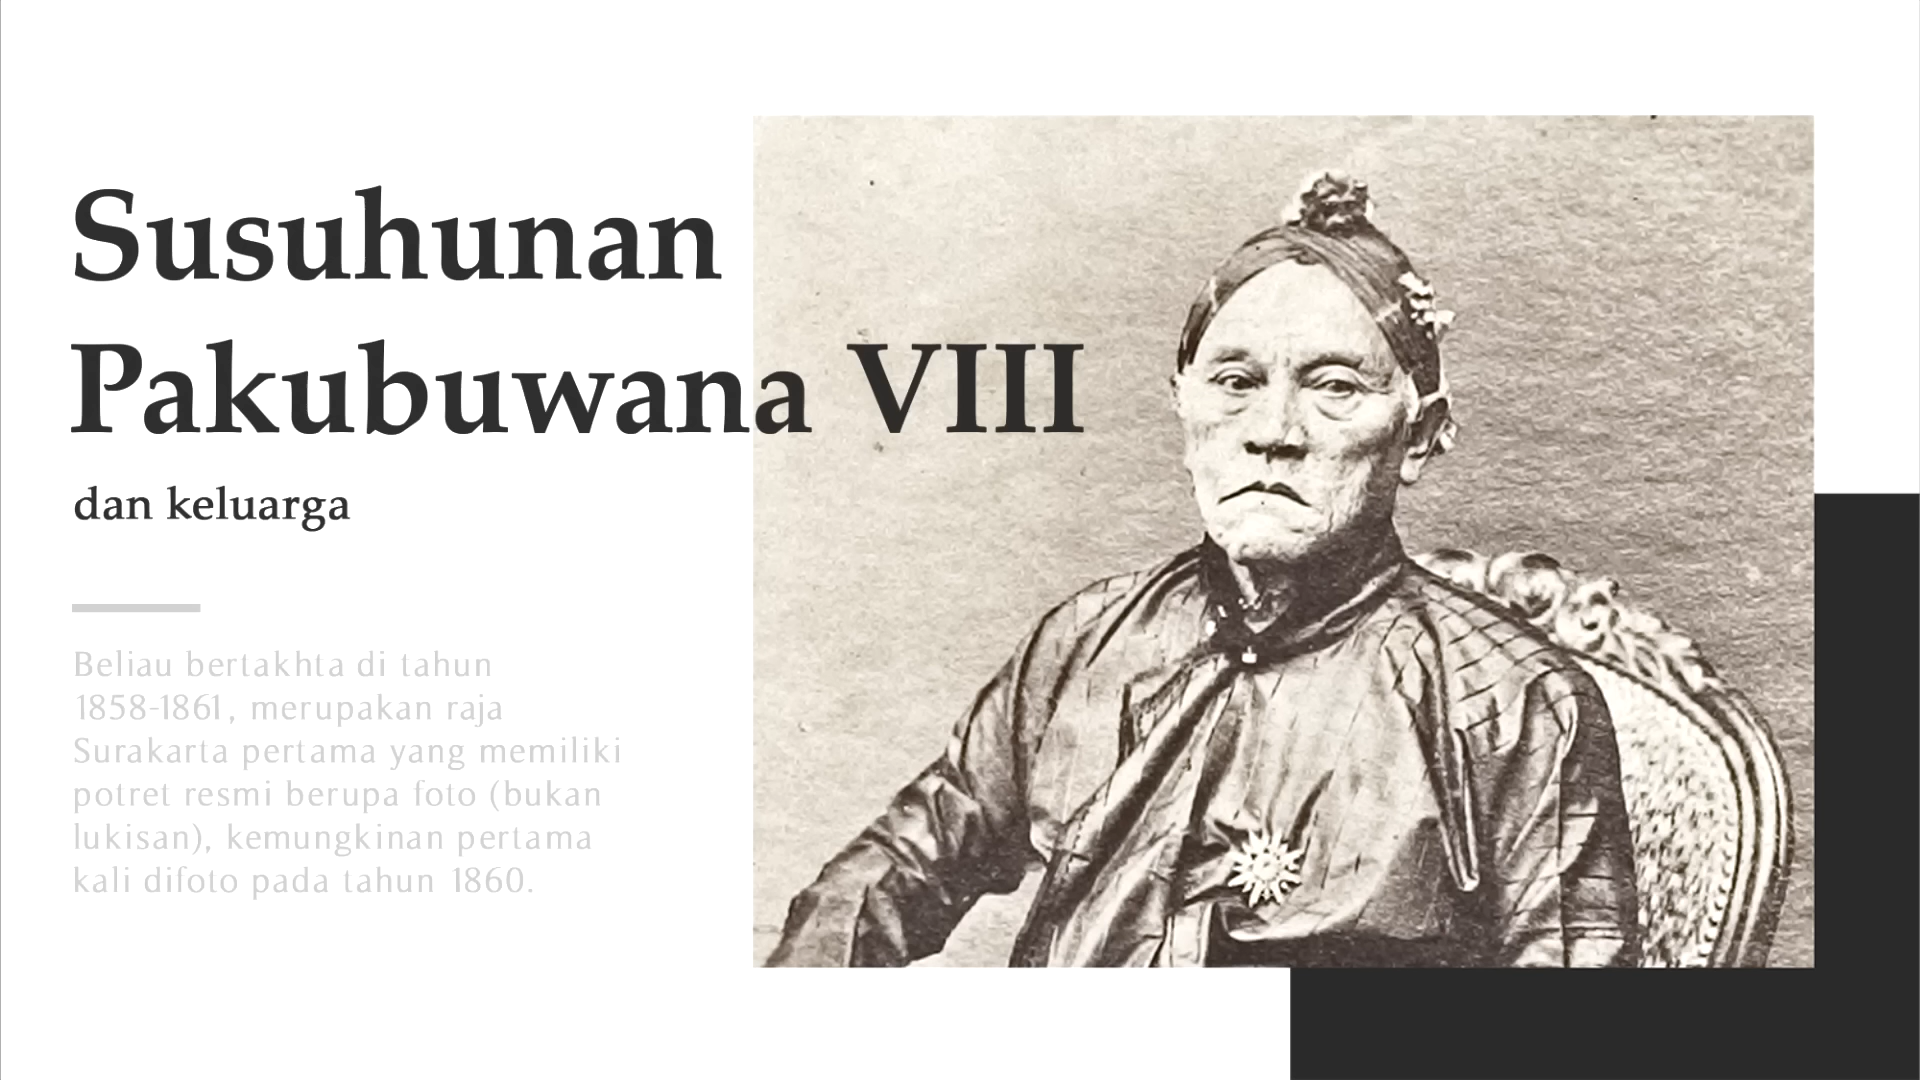 Susuhunan
Pakubuwana VIII
dan keluarga
Beliau bertakhta di tahun
1858-1861, merupakan raja
Surakarta pertama yang memiliki
potret resmi berupa foto (bukan
lukisan), kemungkinan pertama
kali difoto pada tahun 1860.